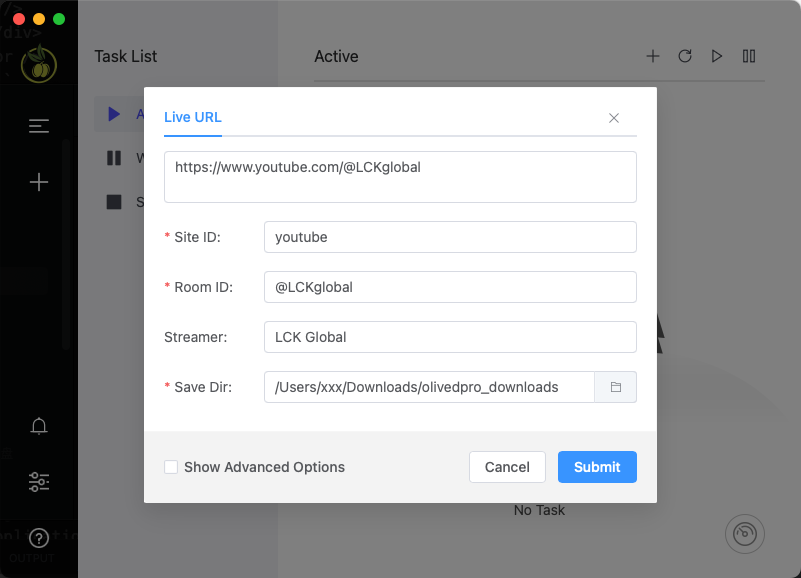 Task List
Active
Live URL
https://www.youtube.com/@LCKglobal
* Site ID:
youtube
* Room ID:
@LCKglobal
Streamer:
LCK Global
* Save Dir:
/Users/xxx/Downloads/olivedpro_downloads
Show Advanced Options
Cancel
Submit
No Task
OUTPUT